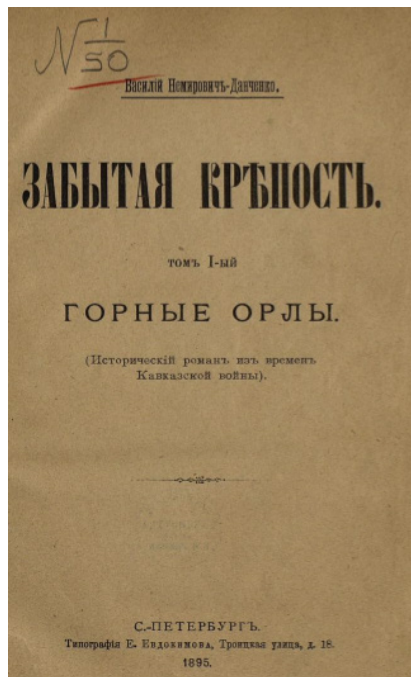 N 1/50
Василій Немировичъ-Данченко.
ЗАБЫТАЯ КРѢПОСТЬ.
томъ I-ый
ГОРНЫЕ ОРЛЫ.
(Историческій романъ изъ временъ
Кавказской войны).
С.-ПЕТЕРБУРГЪ.
Типографія Е. Евдокимова, Троицкая улица, д. 18.
1895.